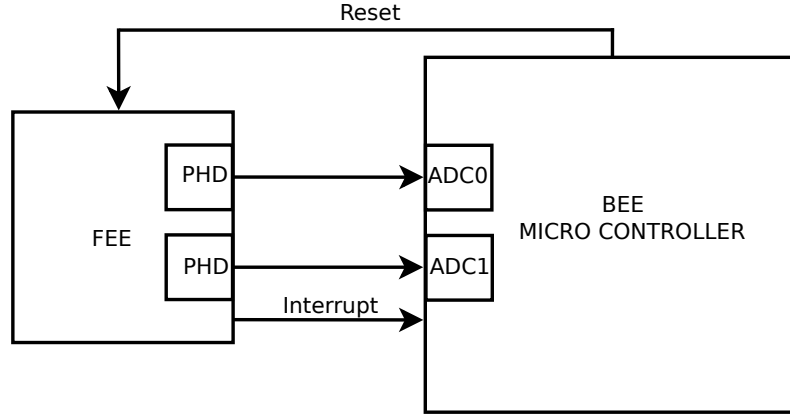 Reset
PHD
ADC0
BEE
MICRO CONTROLLER
FEE
PHD
ADC1
Interrupt